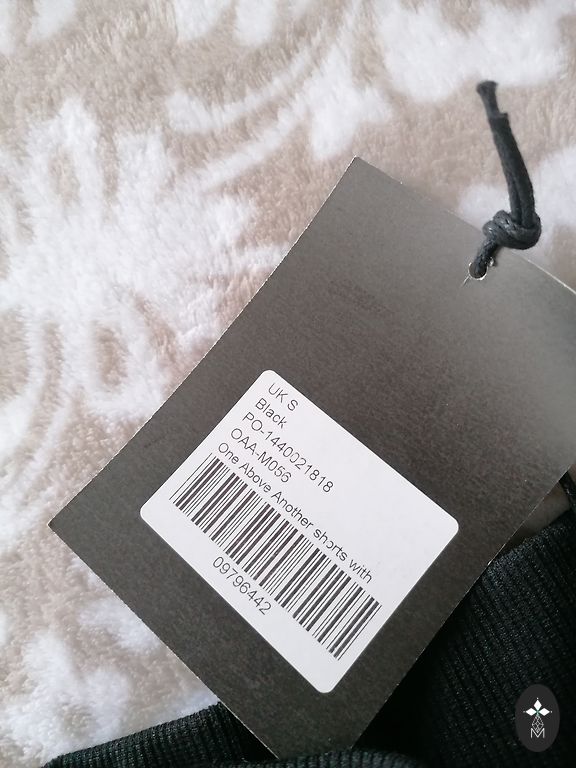 UK S
Black
PO-1440021818
OAA-M056
One Above Another shorts with
09796442
M